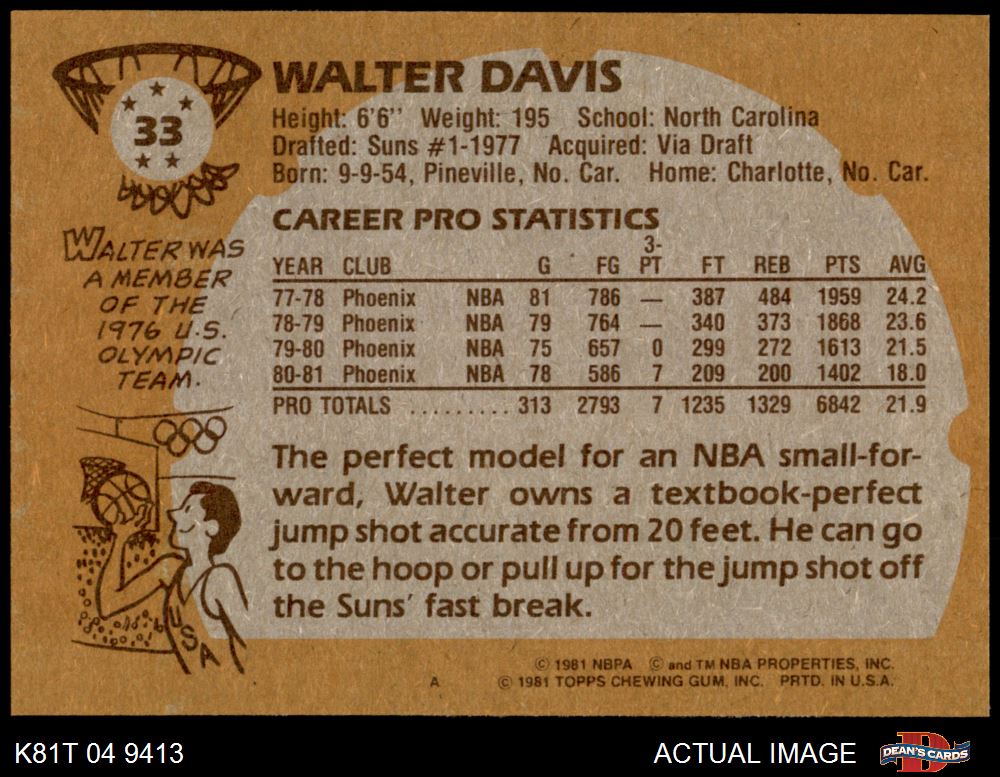 33
WALTER DAVIS
Height: 6'6'' Weight: 195 School: North Carolina
Drafted: Suns #1-1977 Acquired: Via Draft
Born: 9-9-54, Pineville, No. Car. Home: Charlotte, No. Car.
WALTER WAS
A MEMBER
OF THE
1976 U.S.
OLYMPIC
TEAM.
USA
CAREER PRO STATISTICS
YEAR CLUB G FG 3-PT FT REB PTS AVG
77-78 Phoenix NBA 81 786 — 387 484 1959 24.2
78-79 Phoenix NBA 79 764 — 340 373 1868 23.6
79-80 Phoenix NBA 75 657 0 299 272 1613 21.5
80-81 Phoenix NBA 78 586 7 209 200 1402 18.0
PRO TOTALS .......... 313 2793 7 1235 1329 6842 21.9
The perfect model for an NBA small-for-
ward, Walter owns a textbook-perfect
jump shot accurate from 20 feet. He can go
to the hoop or pull up for the jump shot off
the Suns' fast break.
© 1981 NBPA © and TM NBA PROPERTIES, INC.
A © 1981 TOPPS CHEWING GUM, INC. PRTD. IN U.S.A.
K81T 04 9413 ACTUAL IMAGE D DEAN'S CARDS